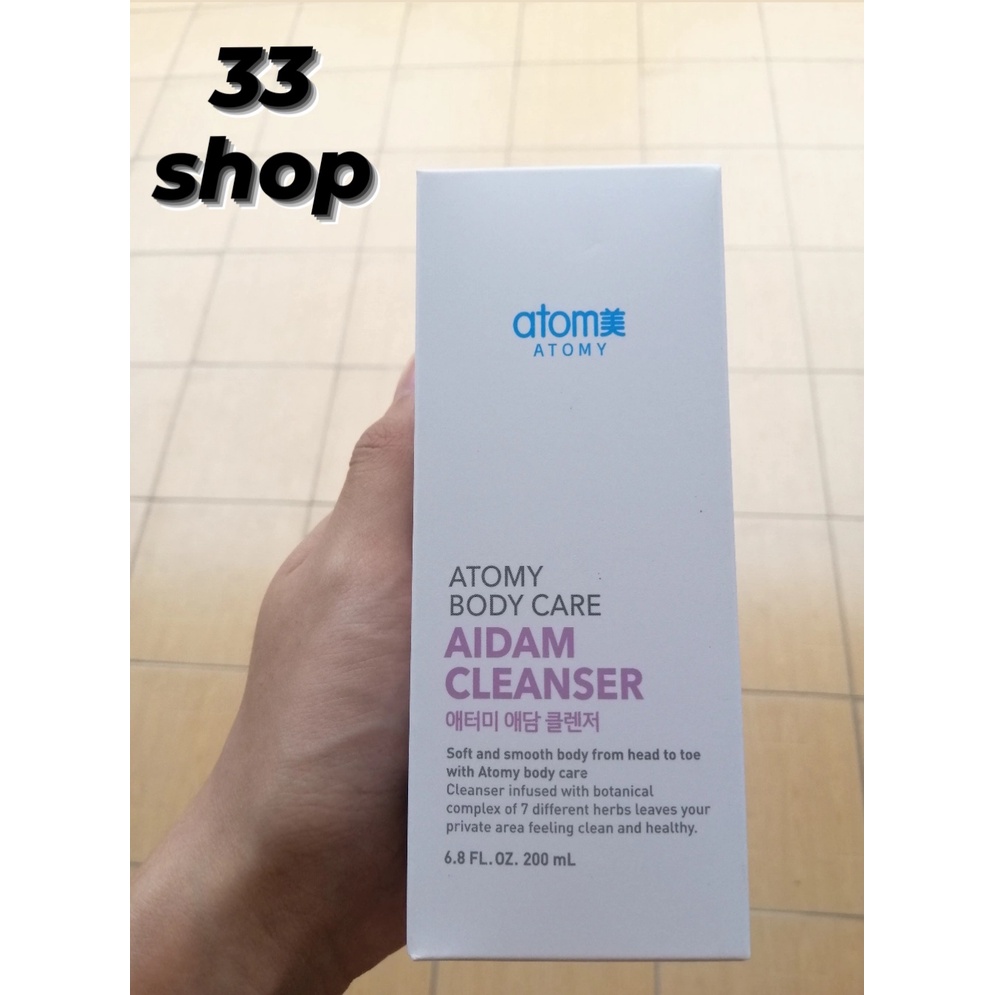 33
shop
atom美
ATOMY
ATOMY
BODY CARE
AIDAM
CLEANSER
애터미 애담 클렌저
Soft and smooth body from head to toe
with Atomy body care
Cleanser infused with botanical
complex of 7 different herbs leaves your
private area feeling clean and healthy.
6.8 FL.OZ. 200 mL